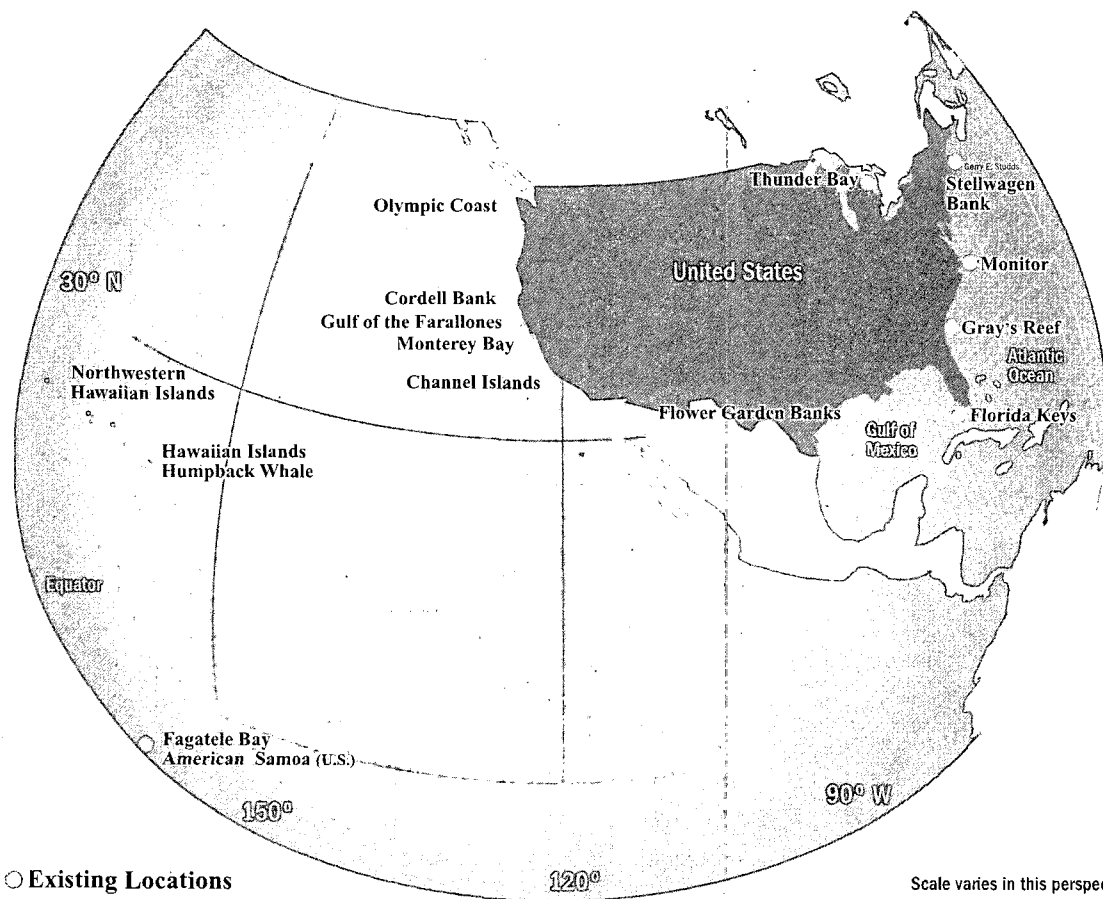 Gerry E. Studds
Thunder Bay
Stellwagen
Bank
Olympic Coast
United States
Monitor
30° N
Cordell Bank
Gulf of the Farallones
Monterey Bay
Gray's Reef
Atlantic
Ocean
Northwestern
Hawaiian Islands
Channel Islands
Flower Garden Banks
Florida Keys
Gulf of
Mexico
Hawaiian Islands
Humpback Whale
Equator
Fagatele Bay
American Samoa (U.S.)
150°
90° W
120°
Existing Locations
Scale varies in this perspec